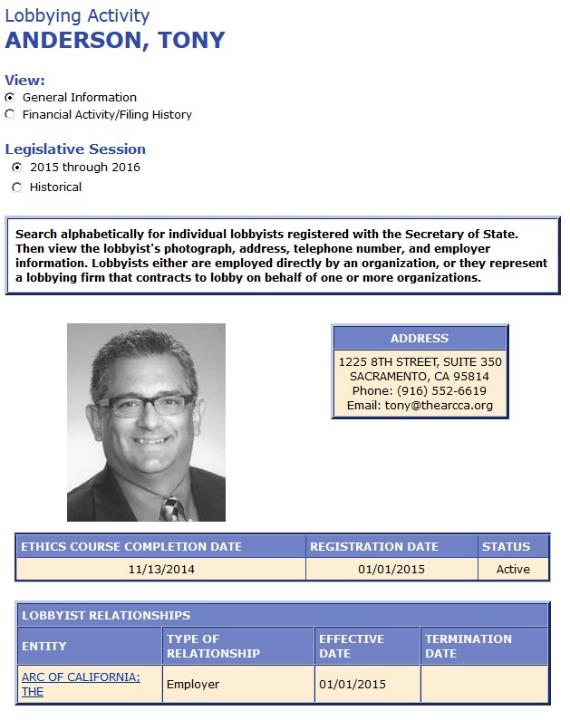 Lobbying Activity
ANDERSON, TONY
View:
General Information
Financial Activity/Filing History
Legislative Session
2015 through 2016
Historical
Search alphabetically for individual lobbyists registered with the Secretary of State.
Then view the lobbyist's photograph, address, telephone number, and employer
information. Lobbyists either are employed directly by an organization, or they represent
a lobbying firm that contracts to lobby on behalf of one or more organizations.
ADDRESS
1225 8TH STREET, SUITE 350
SACRAMENTO, CA 95814
Phone: (916) 552-6619
Email: tony@thearcca.org
ETHICS COURSE COMPLETION DATE REGISTRATION DATE STATUS
11/13/2014 01/01/2015 Active
LOBBYIST RELATIONSHIPS
ENTITY TYPE OF RELATIONSHIP EFFECTIVE DATE TERMINATION DATE
ARC OF CALIFORNIA; THE Employer 01/01/2015